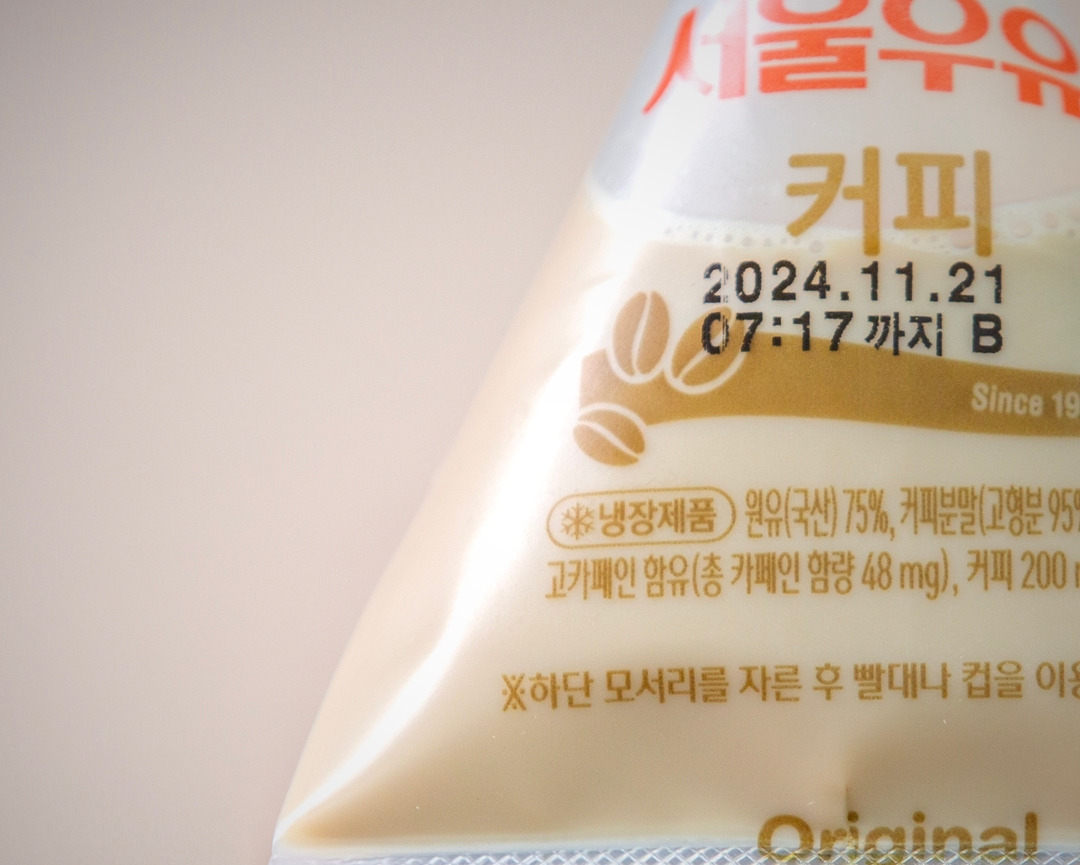 서울우유
커피
2024.11.21
07:17 까지 B
Since 19
냉장제품 원유(국산) 75%, 커피분말(고형분 95%
고카페인 함유(총 카페인 함량 48 mg), 커피 200
※하단 모서리를 자른 후 빨대나 컵을 이용
Original